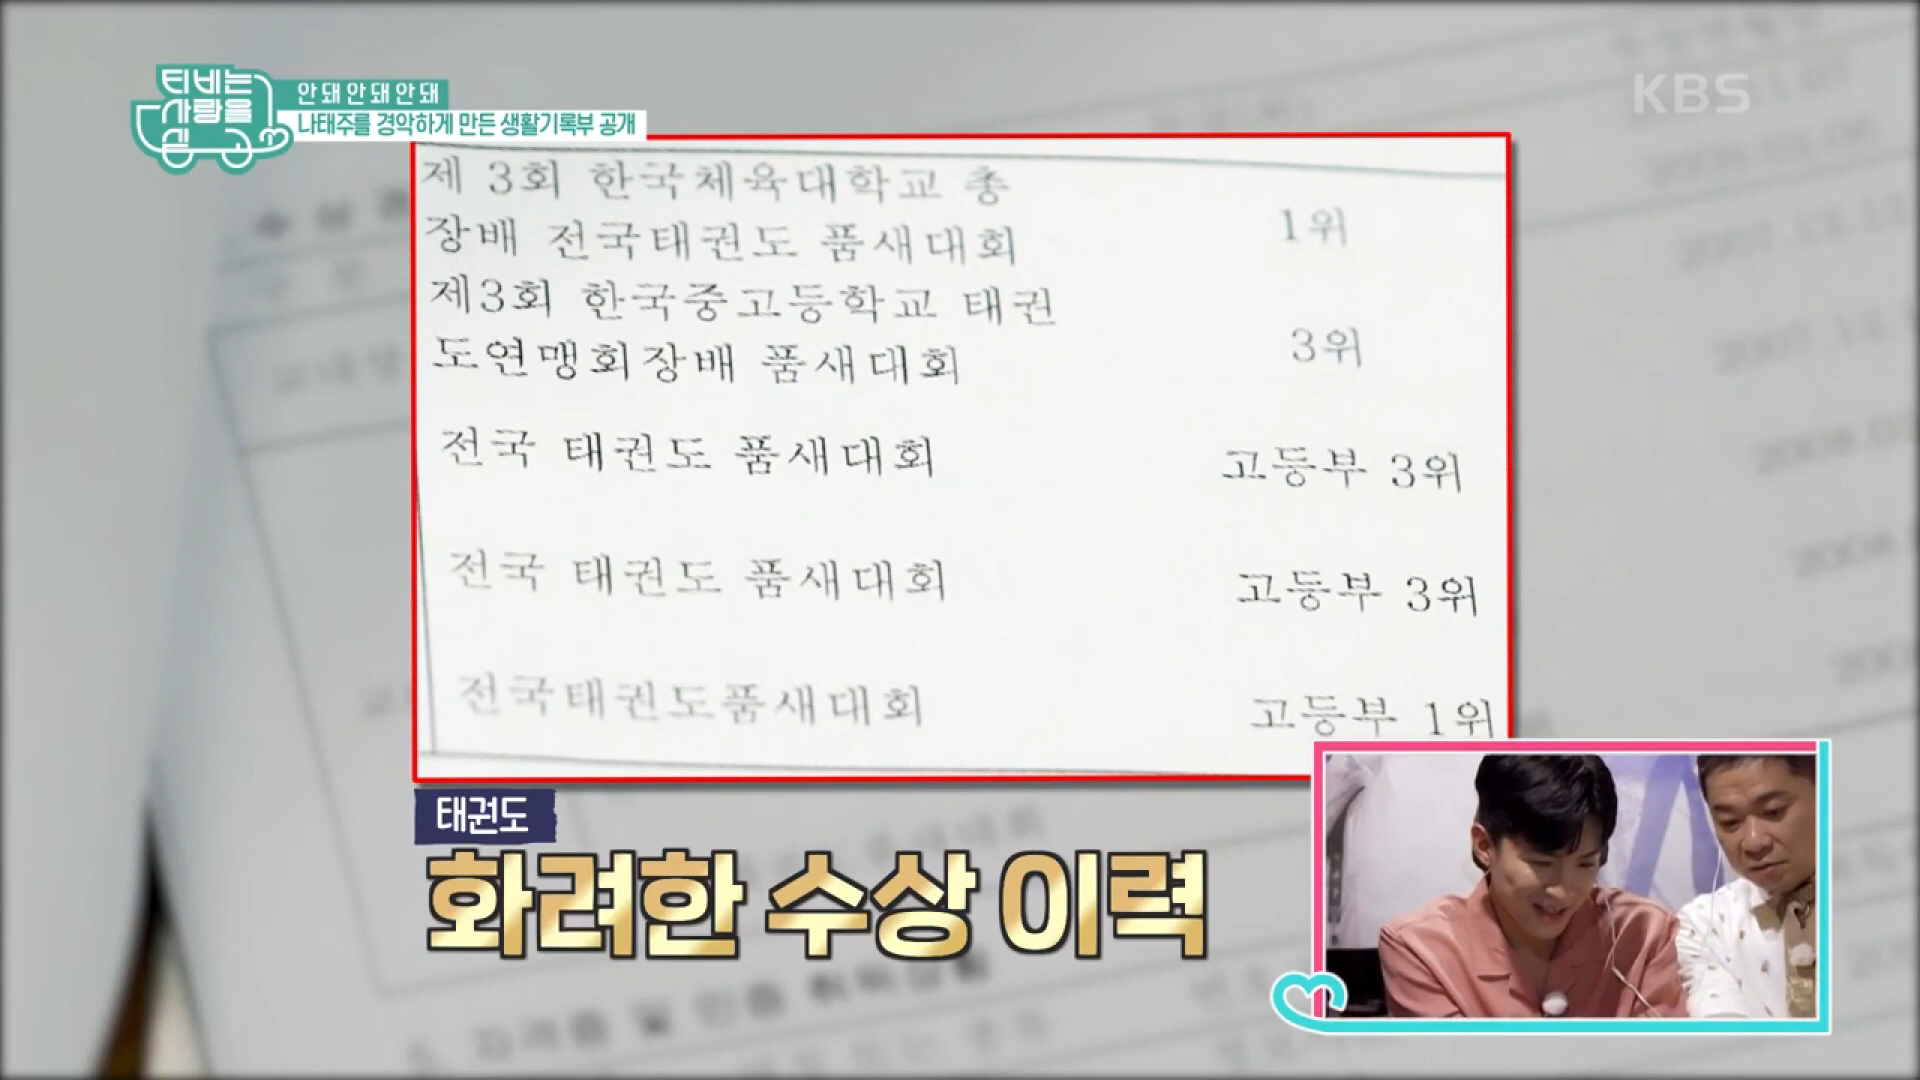 티비는
사랑을
싣고
안 돼 안 돼 안 돼
나태주를 경악하게 만든 생활기록부 공개
KBS
제 3회 한국체육대학교 총
장배 전국태권도 품새대회 1위
제3회 한국중고등학교 태권
도연맹회장배 품새대회 3위
전국 태권도 품새대회 고등부 3위
전국 태권도 품새대회 고등부 3위
전국태권도품새대회 고등부 1위
태권도
화려한 수상 이력